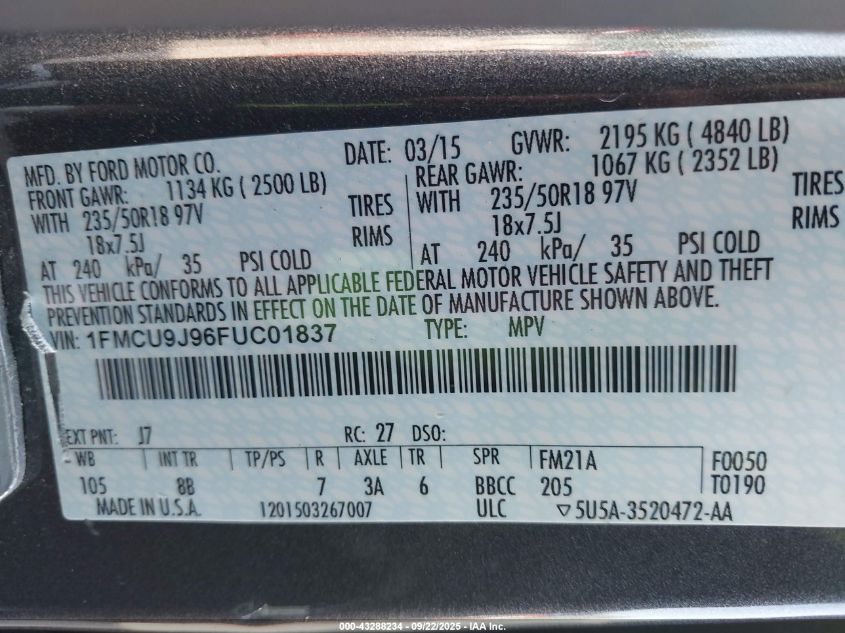 MFD. BY FORD MOTOR CO. DATE: 03/15 GVWR: 2195 KG ( 4840 LB)
FRONT GAWR: 1134 KG ( 2500 LB) REAR GAWR: 1067 KG ( 2352 LB)
WITH 235/50R18 97V TIRES WITH 235/50R18 97V TIRES
18x7.5J RIMS 18x7.5J RIMS
AT 240 kPa/ 35 PSI COLD AT 240 kPa/ 35 PSI COLD
THIS VEHICLE CONFORMS TO ALL APPLICABLE FEDERAL MOTOR VEHICLE SAFETY AND THEFT
PREVENTION STANDARDS IN EFFECT ON THE DATE OF MANUFACTURE SHOWN ABOVE.
VIN: 1FMCU9J96FUC01837 TYPE: MPV
EXT PNT: J7 RC: 27 DSO:
WB INT TR TP/PS R AXLE TR SPR FM21A F0050
105 8B 7 3A 6 BBCC 205 T0190
MADE IN U.S.A. 1201503267007 ULC ▽5U5A-3520472-AA
000-43288234 - 09/22/2025 - IAA Inc.